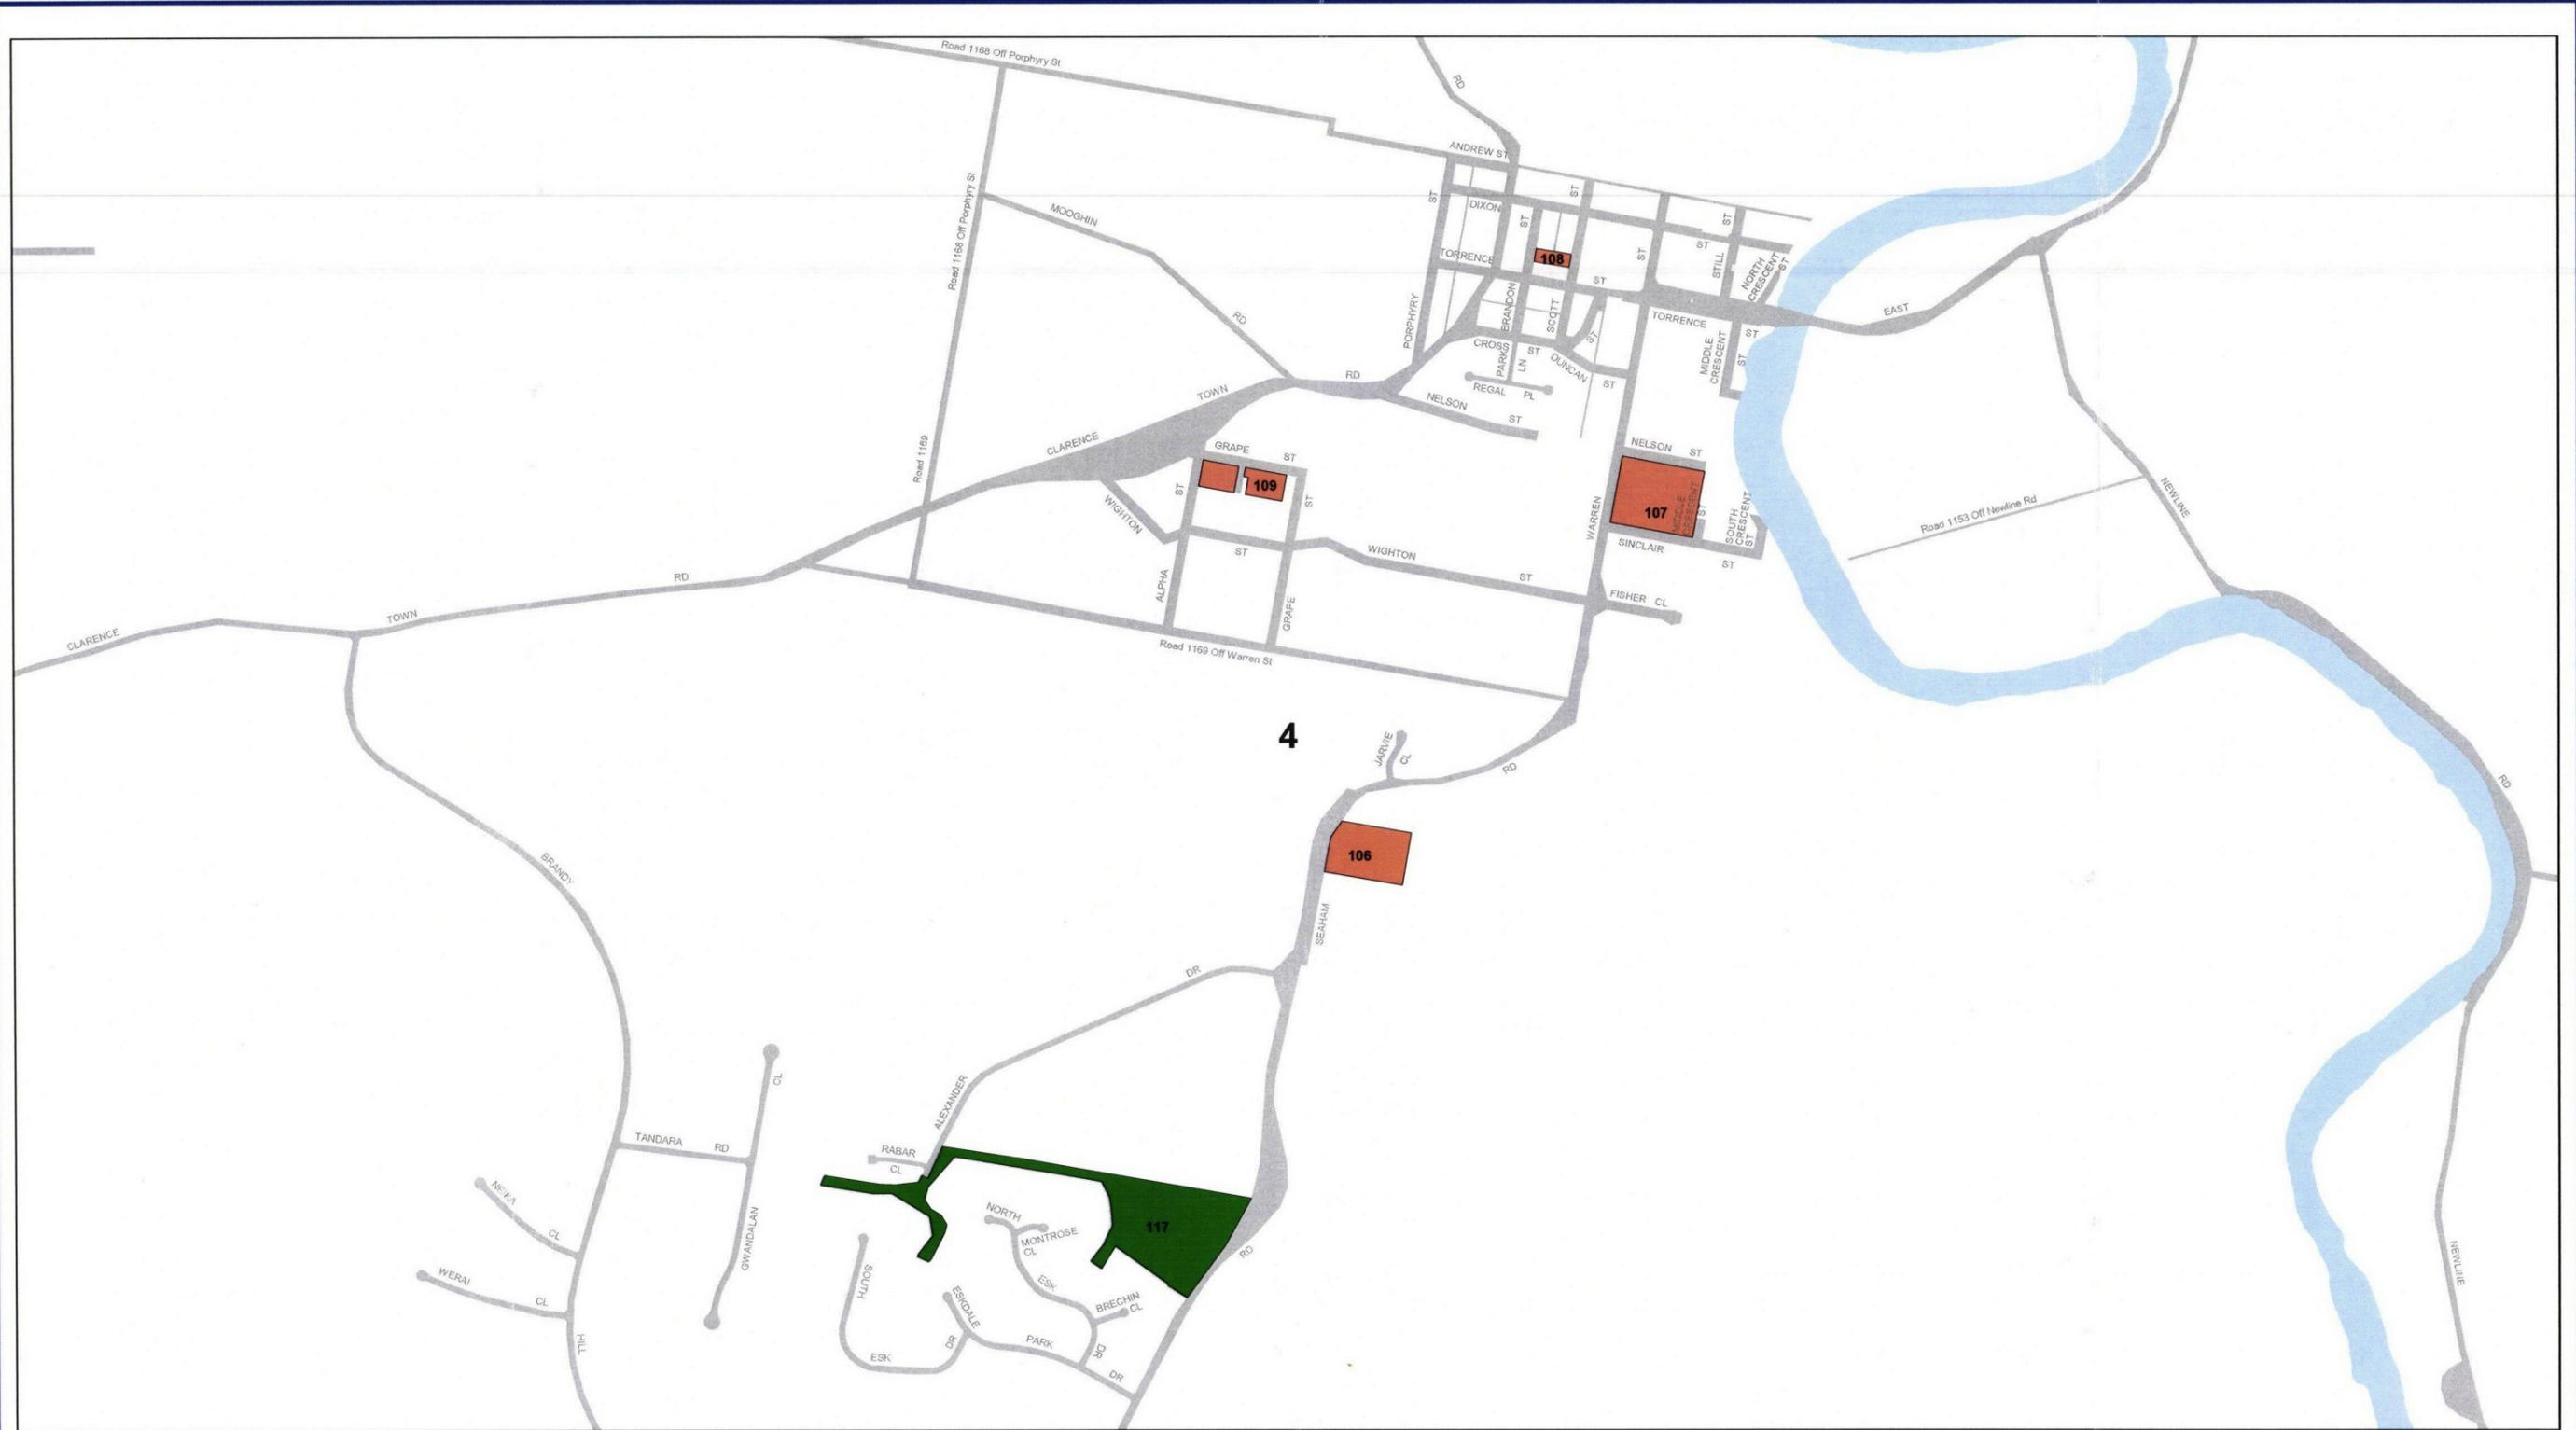 Road 1168 Off Porphyry St
RD
ANDREW ST
Road 1168 Off Porphyry St
MOOGHIN
RD
ST
DIXON
ST
ST
ST
ST
ST
TORRENCE
108
ST
STILL
NORTH
CRESCENT
ST
ST
PORPHYRY
BRANDON
SCOTT
ST
TORRENCE
ST
MIDDLE
CRESCENT
ST
EAST
CROSS
ST
PARKS
LN
DUNCAN
ST
REGAL
PL
NELSON
ST
RD
TOWN
CLARENCE
Road 1169
GRAPE
ST
ST
109
ST
WIGHTON
ST
WIGHTON
ST
ALPHA
GRAPE
Road 1169 Off Warren St
NELSON
ST
107
MIDDLE
CRESCENT
ST
WARREN
SINCLAIR
ST
SOUTH
CRESCENT
ST
FISHER CL
Road 1153 Off Newline Rd
NEWLINE
RD
RD
TOWN
CLARENCE
4
JARVIE
CL
RD
106
SEAHAM
BRANDY
DR
ALEXANDER
CL
TANDARA
RD
GWANDALAN
RABAR
CL
117
NORTH
MONTROSE
CL
ESK
BRECHIN
CL
RD
CL
WERAI
CL
HILL
SOUTH
ESKDALE
DR
ESK
PARK
DR
DR
NEWLINE